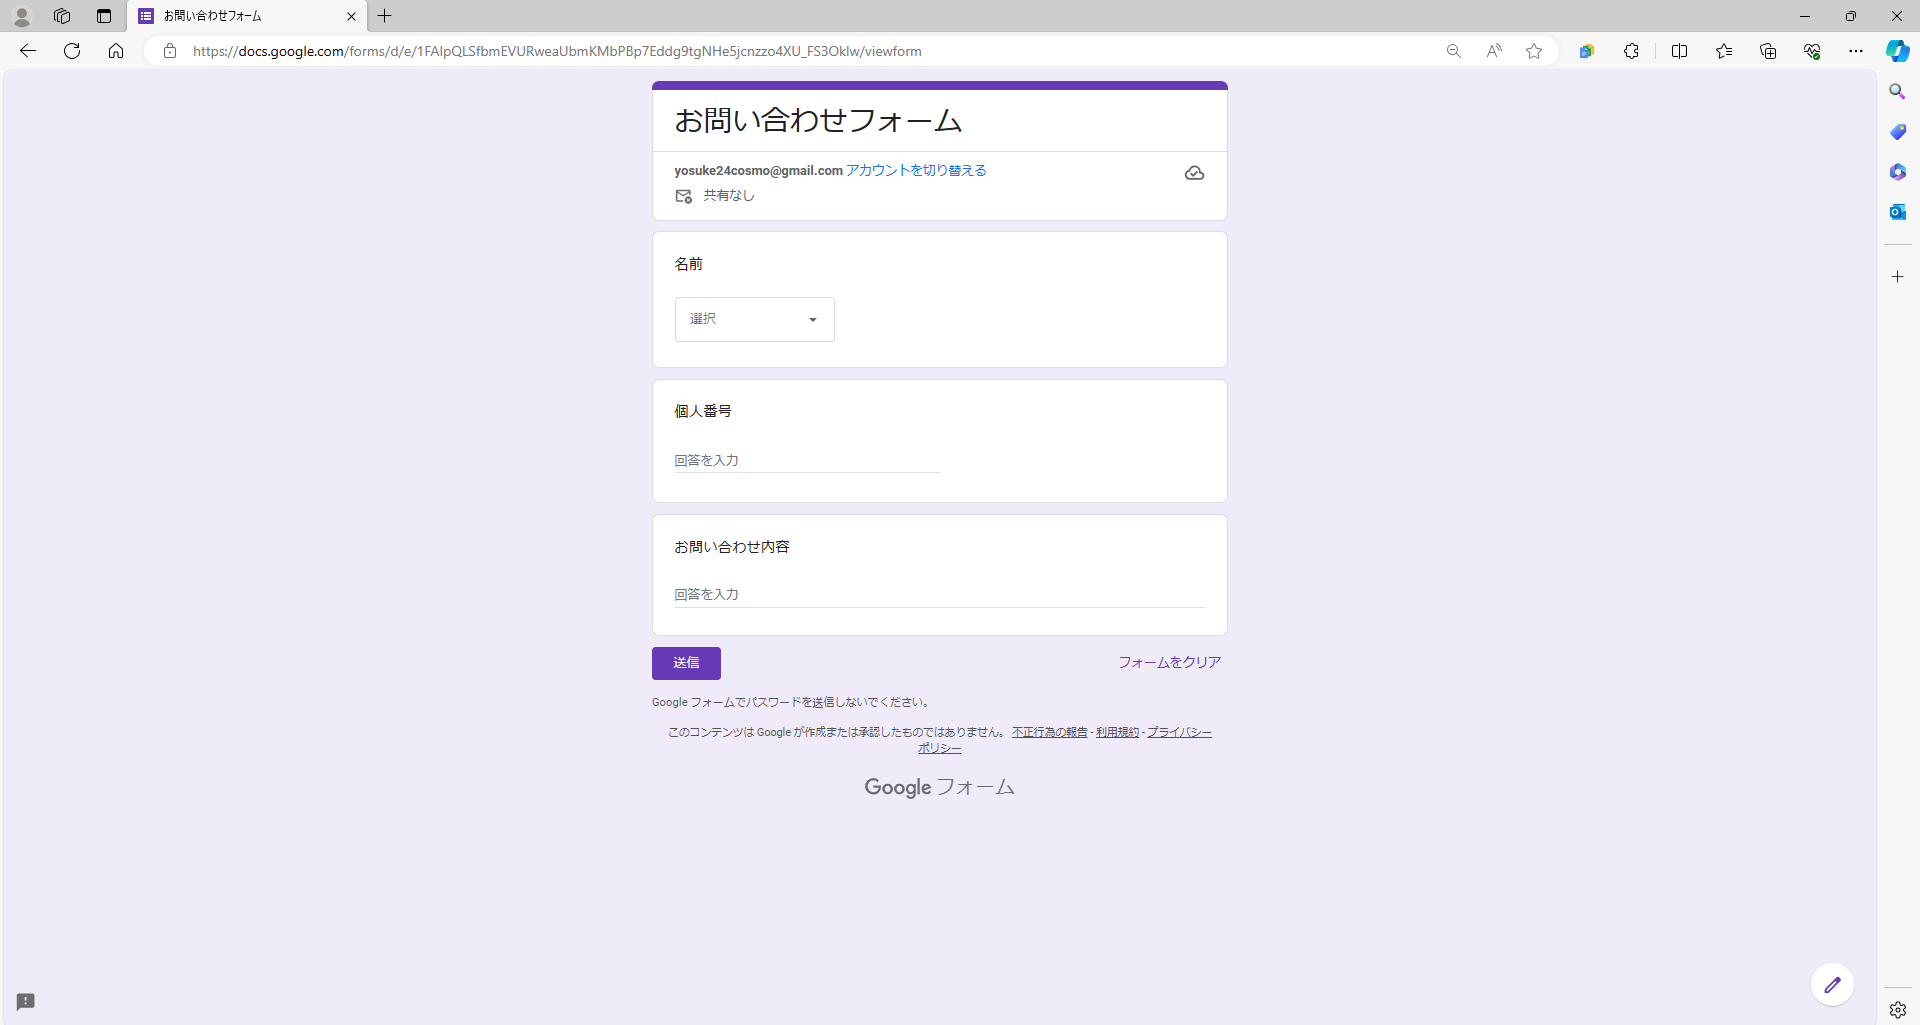 お問い合わせフォーム
https://docs.google.com/forms/d/e/1FAIpQLSfbmEVURweaUbmKMbPBp7Eddg9tgNHe5jcnzzo4XU_FS3OkIw/viewform
お問い合わせフォーム
yosuke24cosmo@gmail.com アカウントを切り替える
共有なし
名前
選択
個人番号
回答を入力
お問い合わせ内容
回答を入力
送信
フォームをクリア
Google フォームでパスワードを送信しないでください。
このコンテンツは Google が作成または承認したものではありません。 不正行為の報告 - 利用規約 - プライバシー
ポリシー
Google フォーム